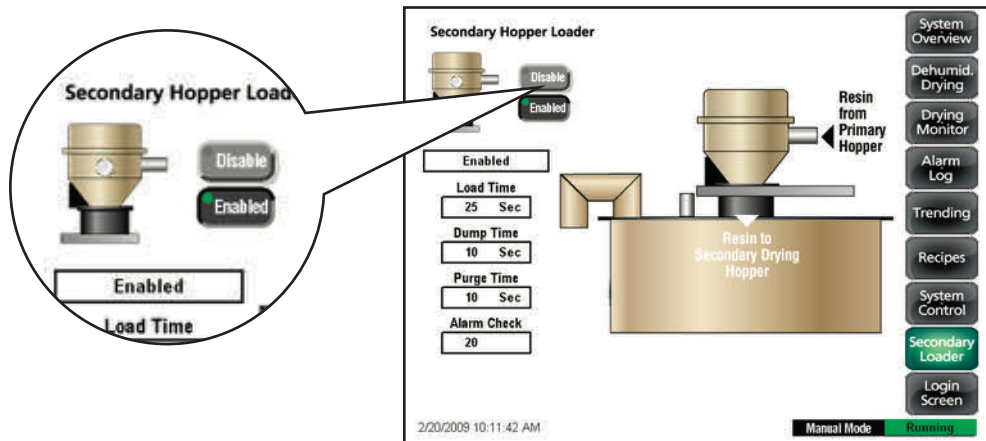 Secondary Hopper Load
Disable
Enabled
Enabled
Load Time
Secondary Hopper Loader
Disable
Enabled
Enabled
Load Time
25 Sec
Dump Time
10 Sec
Purge Time
10 Sec
Alarm Check
20
Resin
from
Primary
Hopper
Resin to
Secondary Drying
Hopper
System
Overview
Dehumid.
Drying
Drying
Monitor
Alarm
Log
Trending
Recipes
System
Control
Secondary
Loader
Login
Screen
2/20/2009 10:11:42 AM
Manual Mode
Running